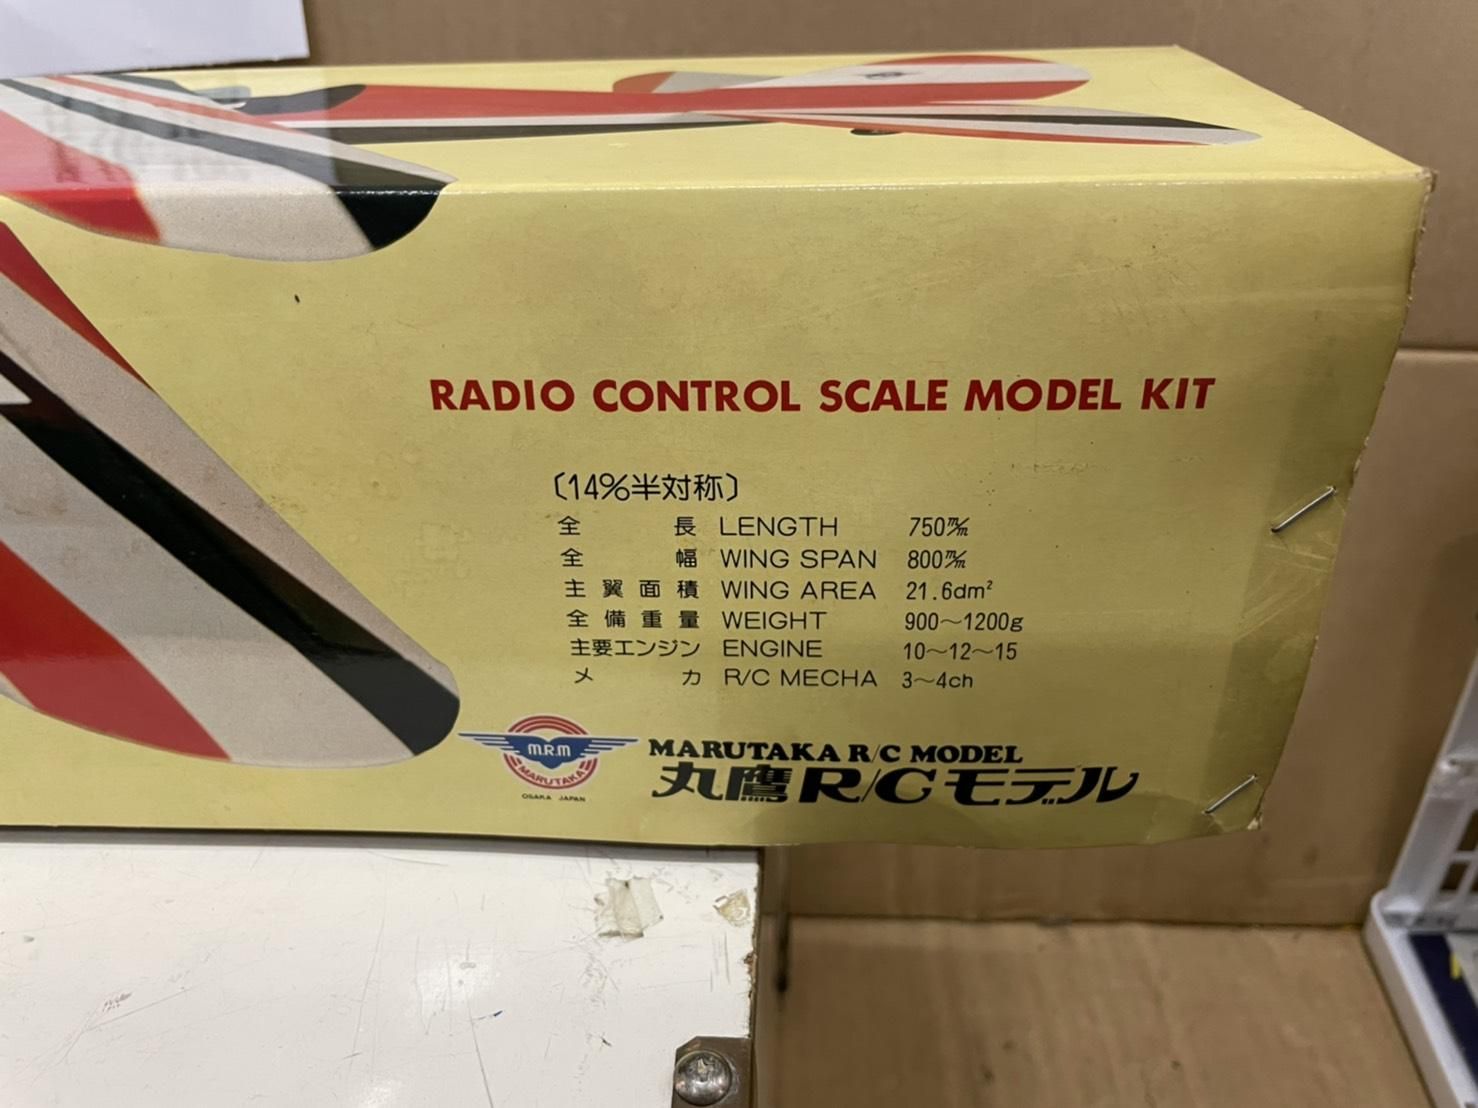 RADIO CONTROL SCALE MODEL KIT
〔14%半対称〕
全長 LENGTH 750m/m
全幅 WING SPAN 800m/m
主翼面積 WING AREA 21.6dm²
全備重量 WEIGHT 900〜1200g
主要エンジン ENGINE 10〜12〜15
メカ R/C MECHA 3〜4ch
m.R.m
MARUTAKA
OSAKA JAPAN
MARUTAKA R/C MODEL
丸鷹R/Cモデル